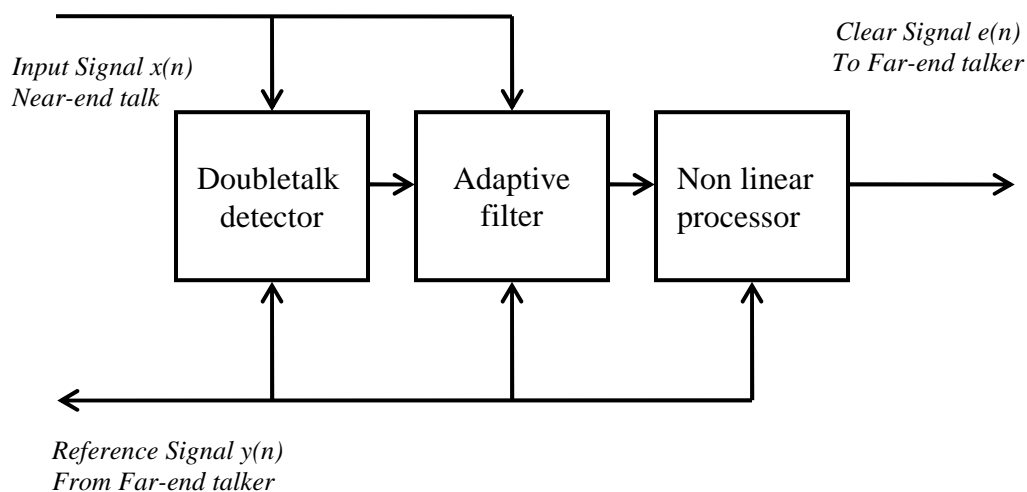 Input Signal x(n)
Near-end talk
Clear Signal e(n)
To Far-end talker
Doubletalk
detector
Adaptive
filter
Non linear
processor
Reference Signal y(n)
From Far-end talker